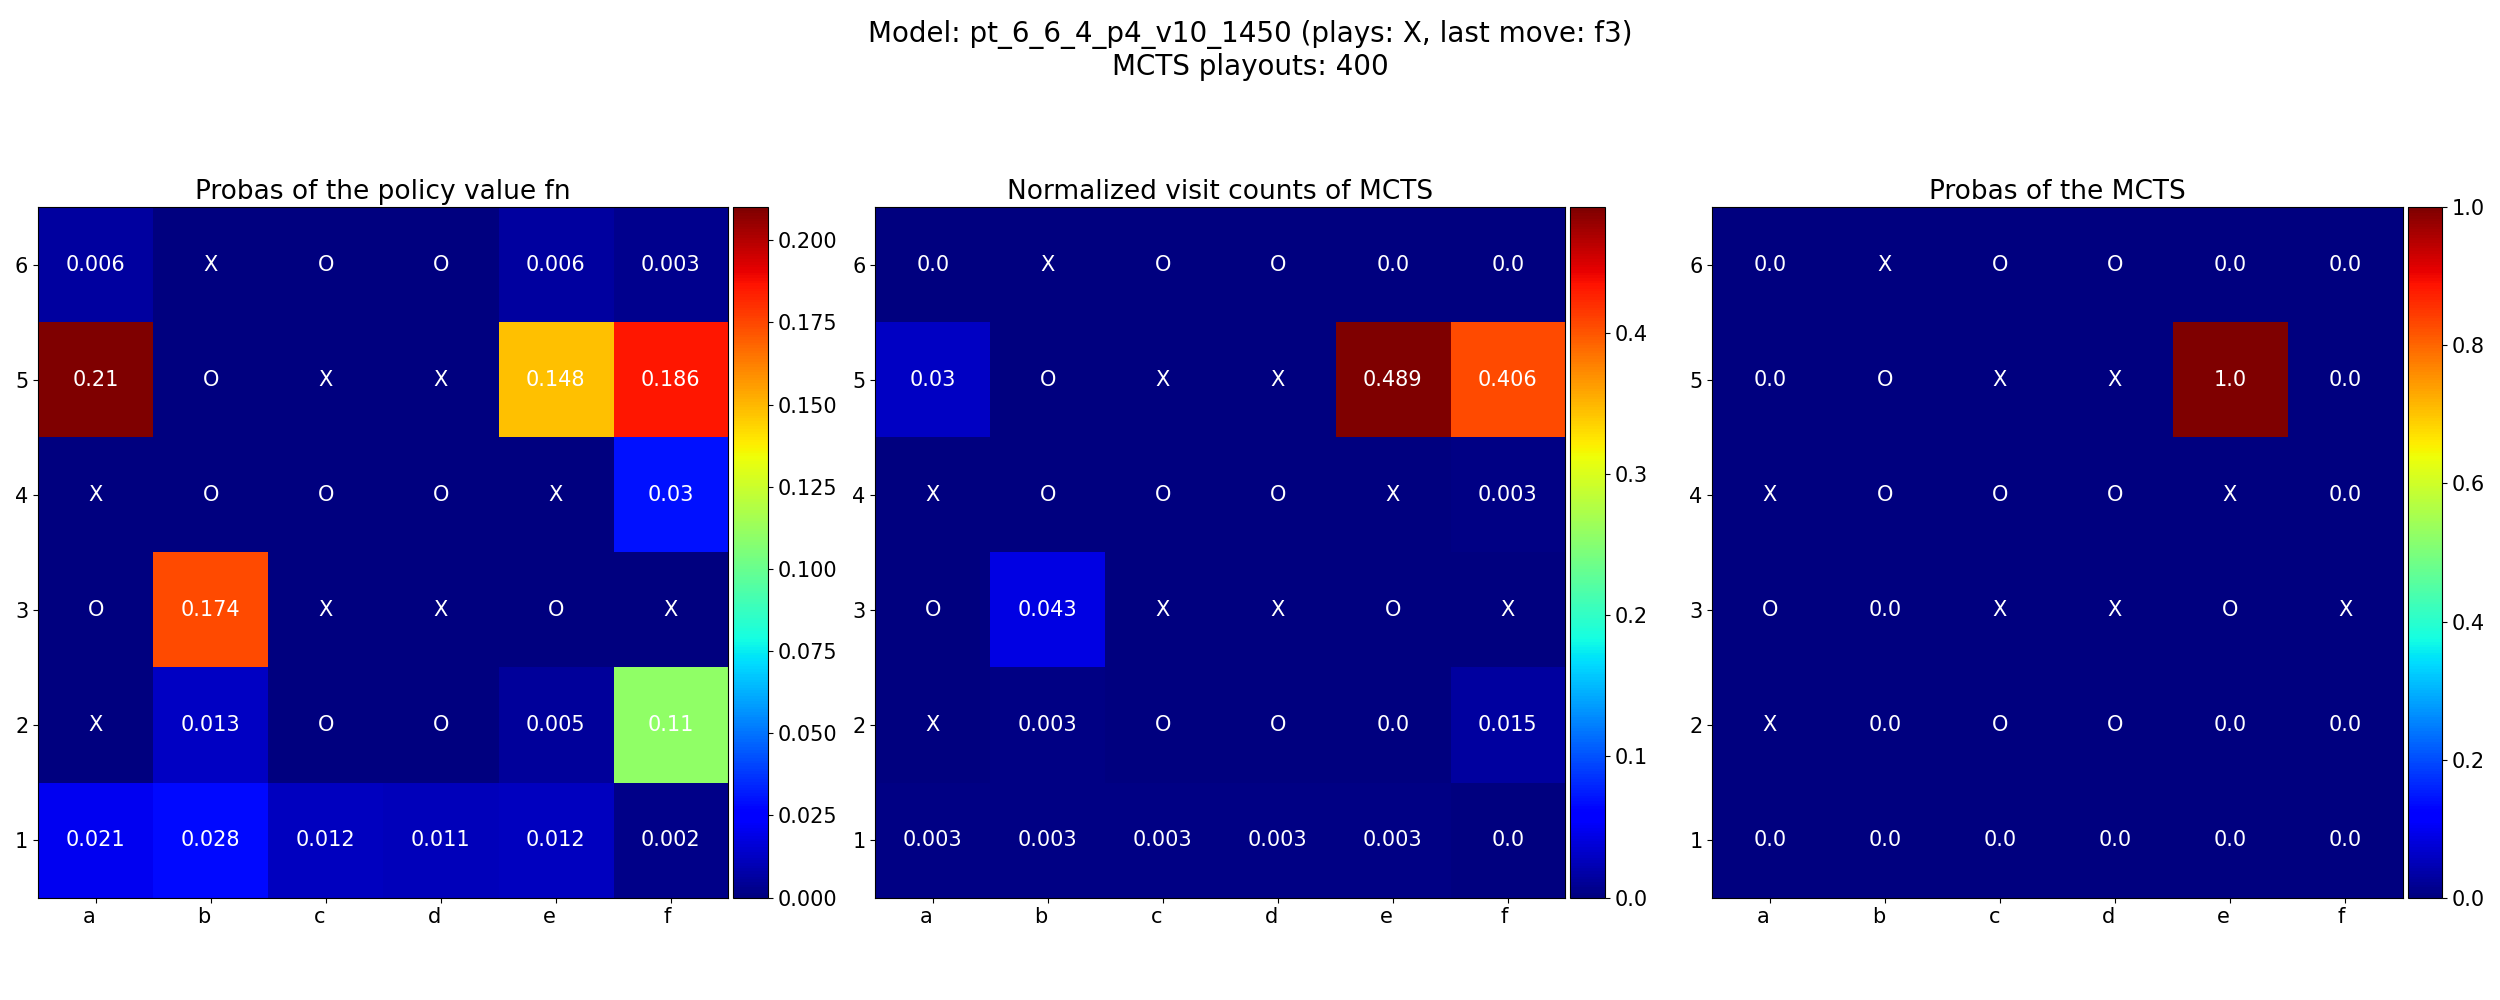 Model: pt_6_6_4_p4_v10_1450 (plays: X, last move: f3)
MCTS playouts: 400
Probas of the policy value fn
6 0.006 X O O 0.006 0.003
5 0.21 O X X 0.148 0.186
4 X O O O X 0.03
3 O 0.174 X X O X
2 X 0.013 O O 0.005 0.11
1 0.021 0.028 0.012 0.011 0.012 0.002
a b c d e f
0.200
0.175
0.150
0.125
0.100
0.075
0.050
0.025
0.000
Normalized visit counts of MCTS
6 0.0 X O O 0.0 0.0
5 0.03 O X X 0.489 0.406
4 X O O O X 0.003
3 O 0.043 X X O X
2 X 0.003 O O 0.0 0.015
1 0.003 0.003 0.003 0.003 0.003 0.0
a b c d e f
0.4
0.3
0.2
0.1
0.0
Probas of the MCTS
6 0.0 X O O 0.0 0.0
5 0.0 O X X 1.0 0.0
4 X O O O X 0.0
3 O 0.0 X X O X
2 X 0.0 O O 0.0 0.0
1 0.0 0.0 0.0 0.0 0.0 0.0
a b c d e f
1.0
0.8
0.6
0.4
0.2
0.0